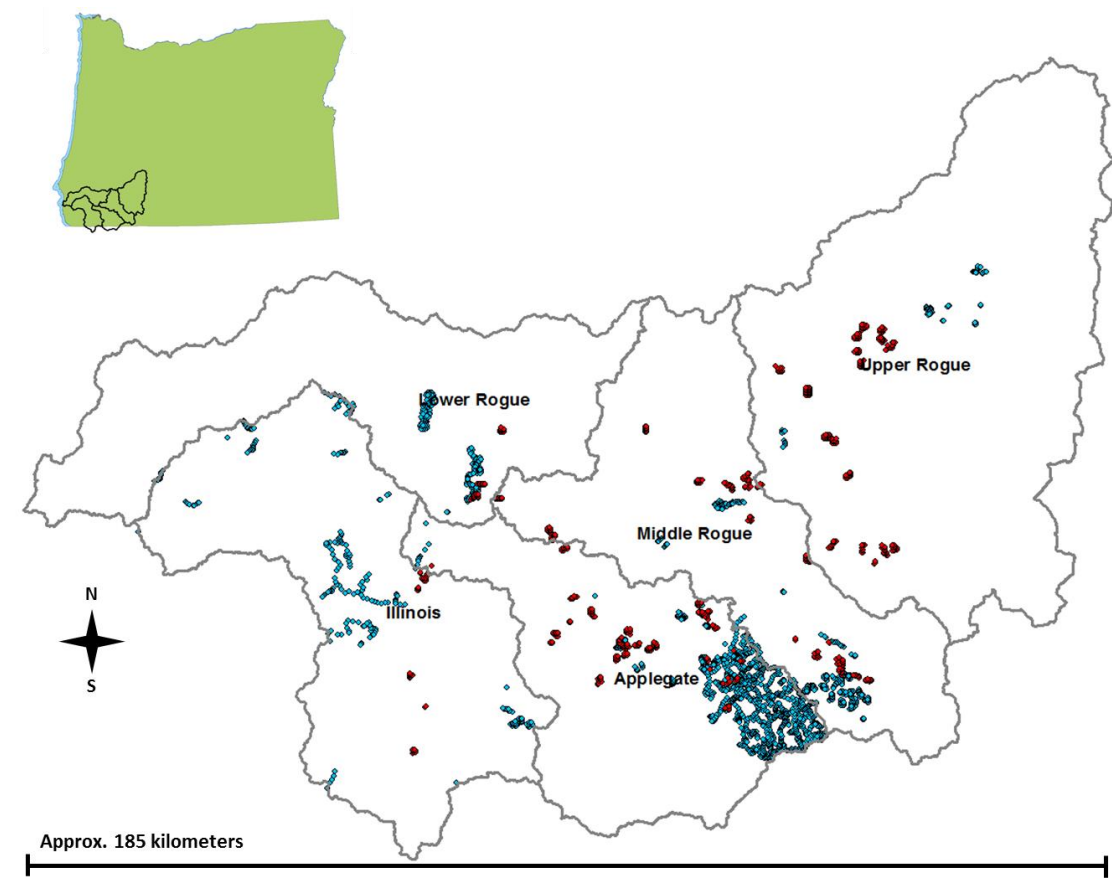 Upper Rogue
Lower Rogue
Middle Rogue
N
Illinois
S
Applegate
Approx. 185 kilometers